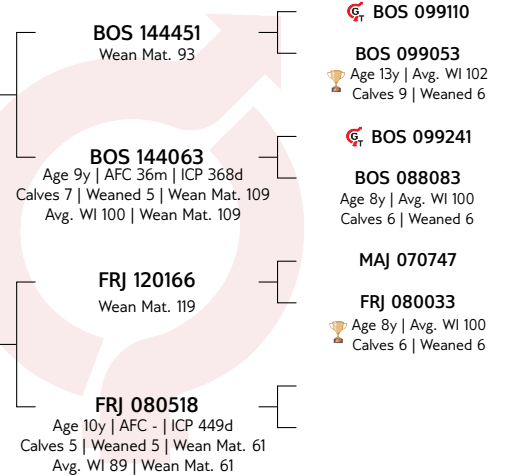 BOS 144451
Wean Mat. 93
BOS 144063
Age 9y | AFC 36m | ICP 368d
Calves 7 | Weaned 5 | Wean Mat. 109
Avg. WI 100 | Wean Mat. 109
FRJ 120166
Wean Mat. 119
FRJ 080518
Age 10y | AFC - | ICP 449d
Calves 5 | Weaned 5 | Wean Mat. 61
Avg. WI 89 | Wean Mat. 61
GT BOS 099110
BOS 099053
Age 13y | Avg. WI 102
Calves 9 | Weaned 6
GT BOS 099241
BOS 088083
Age 8y | Avg. WI 100
Calves 6 | Weaned 6
MAJ 070747
FRJ 080033
Age 8y | Avg. WI 100
Calves 6 | Weaned 6